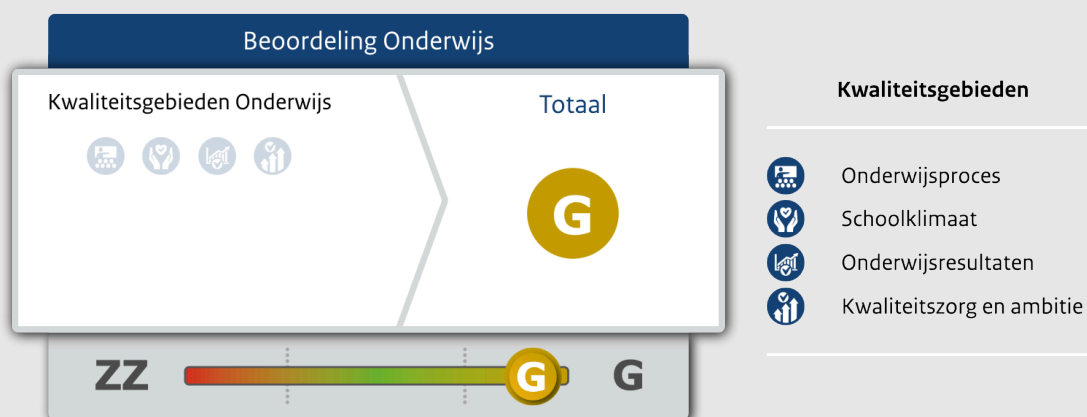 Beoordeling Onderwijs
Kwaliteitsgebieden Onderwijs
Totaal
G
ZZ
G
G
Kwaliteitsgebieden
Onderwijsproces
Schoolklimaat
Onderwijsresultaten
Kwaliteitszorg en ambitie